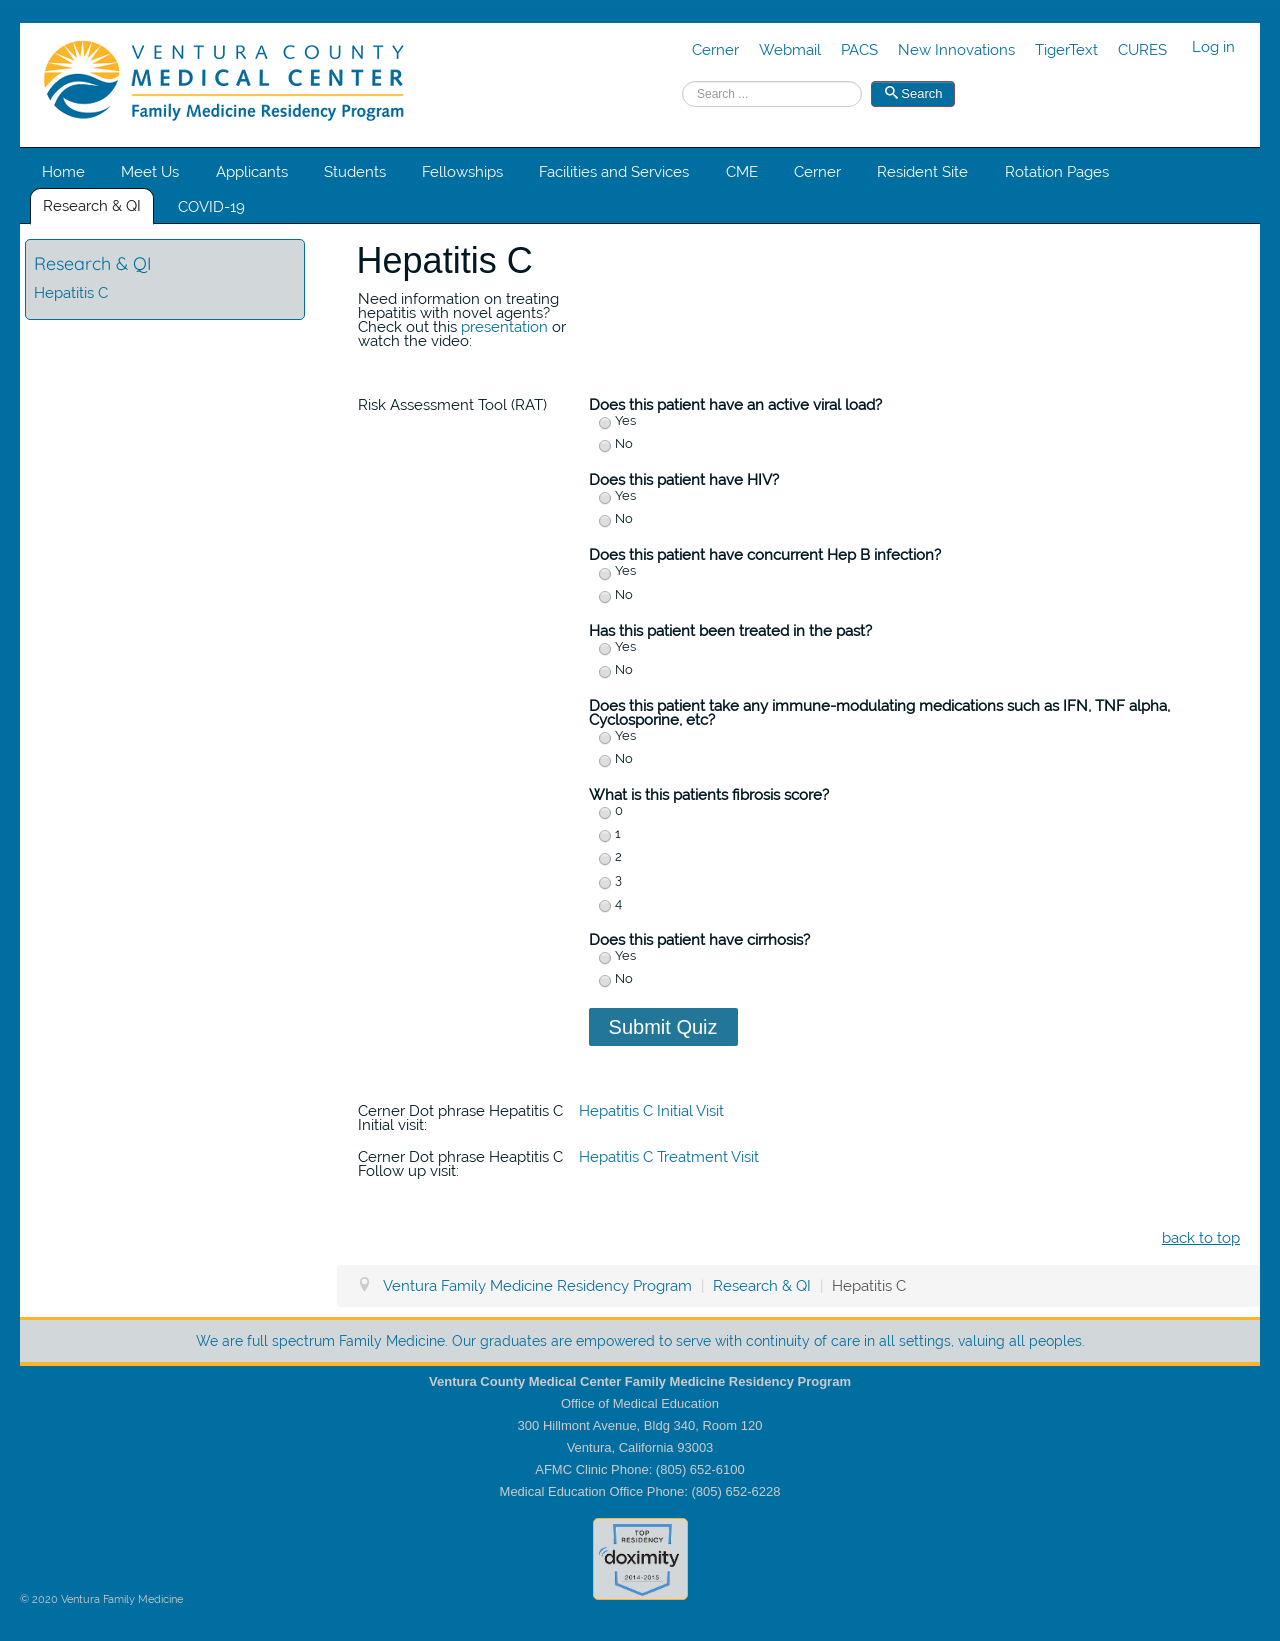 VENTURA COUNTY
MEDICAL CENTER
Family Medicine Residency Program
Cerner Webmail PACS New Innovations TigerText CURES Log in
Search ... Search
Home Meet Us Applicants Students Fellowships Facilities and Services CME Cerner Resident Site Rotation Pages
Research & QI COVID-19
Research & QI
Hepatitis C
Hepatitis C
Need information on treating
hepatitis with novel agents?
Check out this presentation or
watch the video:
Risk Assessment Tool (RAT)
Does this patient have an active viral load?
Yes
No
Does this patient have HIV?
Yes
No
Does this patient have concurrent Hep B infection?
Yes
No
Has this patient been treated in the past?
Yes
No
Does this patient take any immune-modulating medications such as IFN, TNF alpha,
Cyclosporine, etc?
Yes
No
What is this patients fibrosis score?
0
1
2
3
4
Does this patient have cirrhosis?
Yes
No
Submit Quiz
Cerner Dot phrase Hepatitis C
Initial visit:
Hepatitis C Initial Visit
Cerner Dot phrase Heaptitis C
Follow up visit:
Hepatitis C Treatment Visit
back to top
Ventura Family Medicine Residency Program | Research & QI | Hepatitis C
We are full spectrum Family Medicine. Our graduates are empowered to serve with continuity of care in all settings, valuing all peoples.
Ventura County Medical Center Family Medicine Residency Program
Office of Medical Education
300 Hillmont Avenue, Bldg 340, Room 120
Ventura, California 93003
AFMC Clinic Phone: (805) 652-6100
Medical Education Office Phone: (805) 652-6228
TOP
RESIDENCY
doximity
2014-2015
© 2020 Ventura Family Medicine